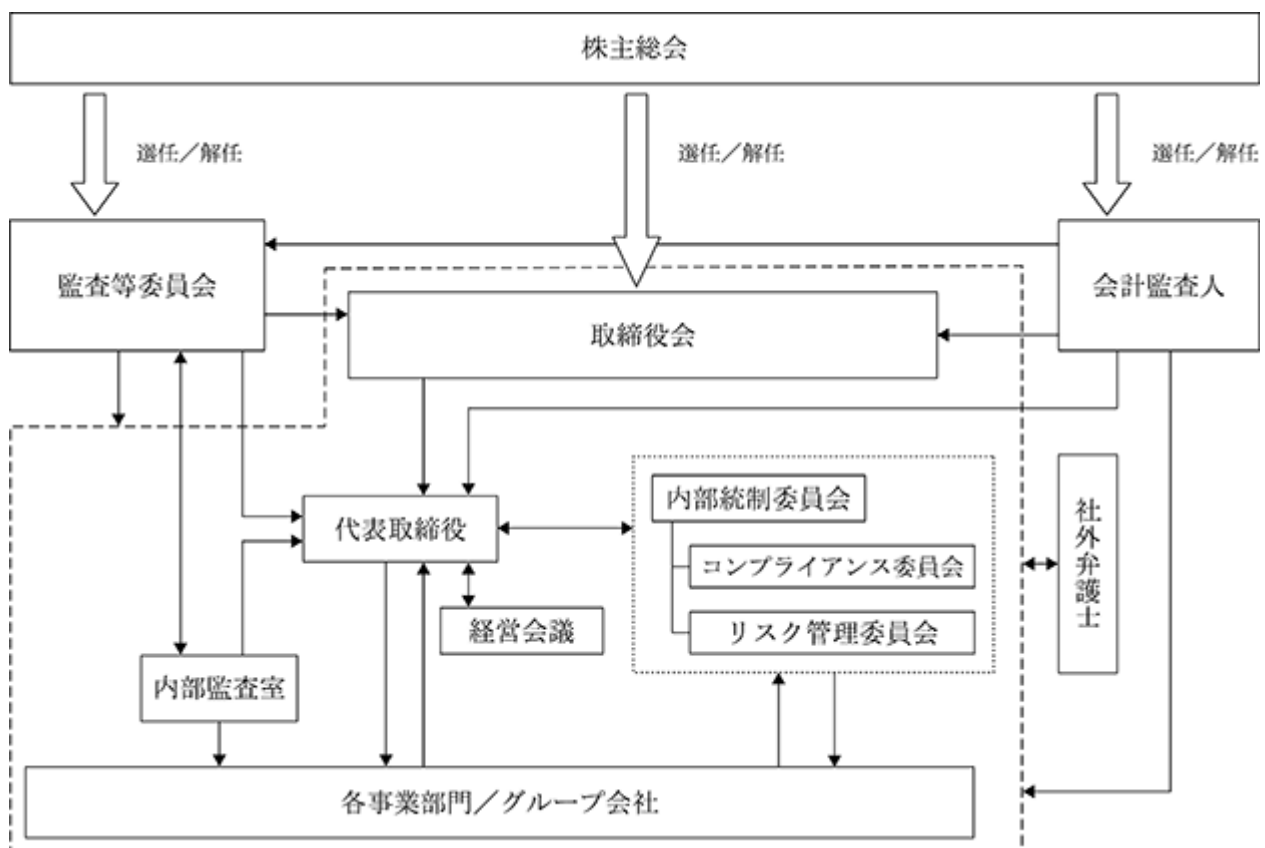 株主総会
選任／解任
選任／解任
選任／解任
監査等委員会
会計監査人
取締役会
内部統制委員会
代表取締役
コンプライアンス委員会
社外弁護士
経営会議
リスク管理委員会
内部監査室
各事業部門／グループ会社